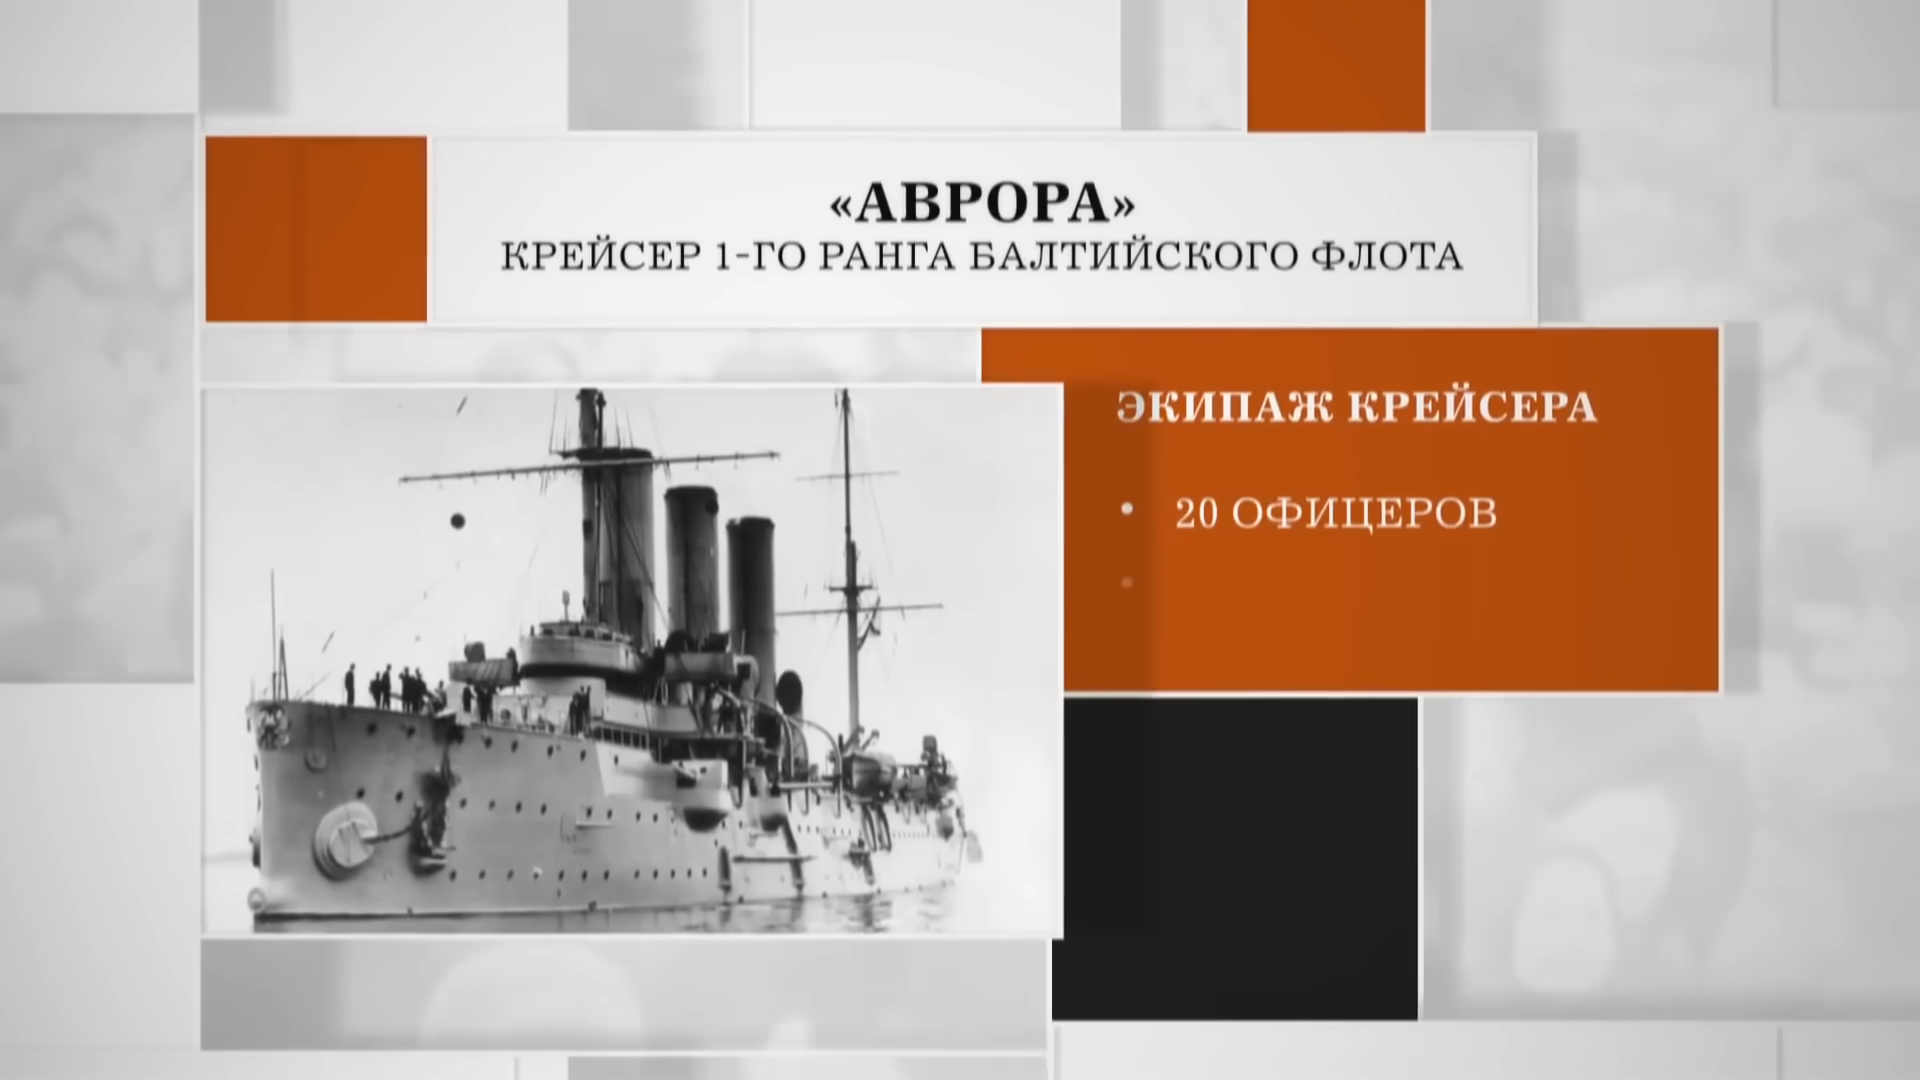 «АВРОРА»
КРЕЙСЕР 1-ГО РАНГА БАЛТИЙСКОГО ФЛОТА
ЭКИПАЖ КРЕЙСЕРА
• 20 ОФИЦЕРОВ
•